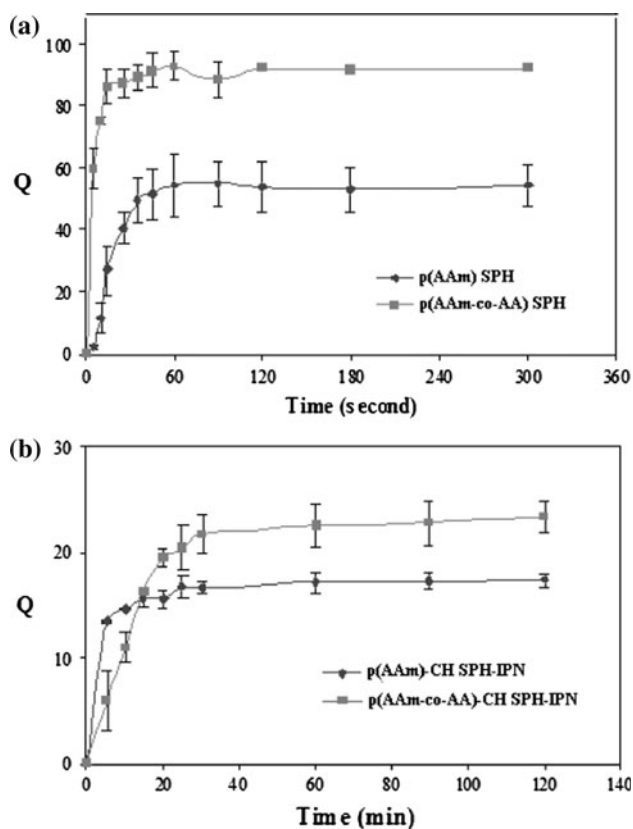 (a)
100
80
60
Q
40
20
0
p(AAm) SPH
p(AAm-co-AA) SPH
0 60 120 180 240 300 360
Time (second)
(b)
30
20
Q
10
0
p(AAm)-CH SPH-IPN
p(AAm-co-AA)-CH SPH-IPN
0 20 40 60 80 100 120 140
Time (min)